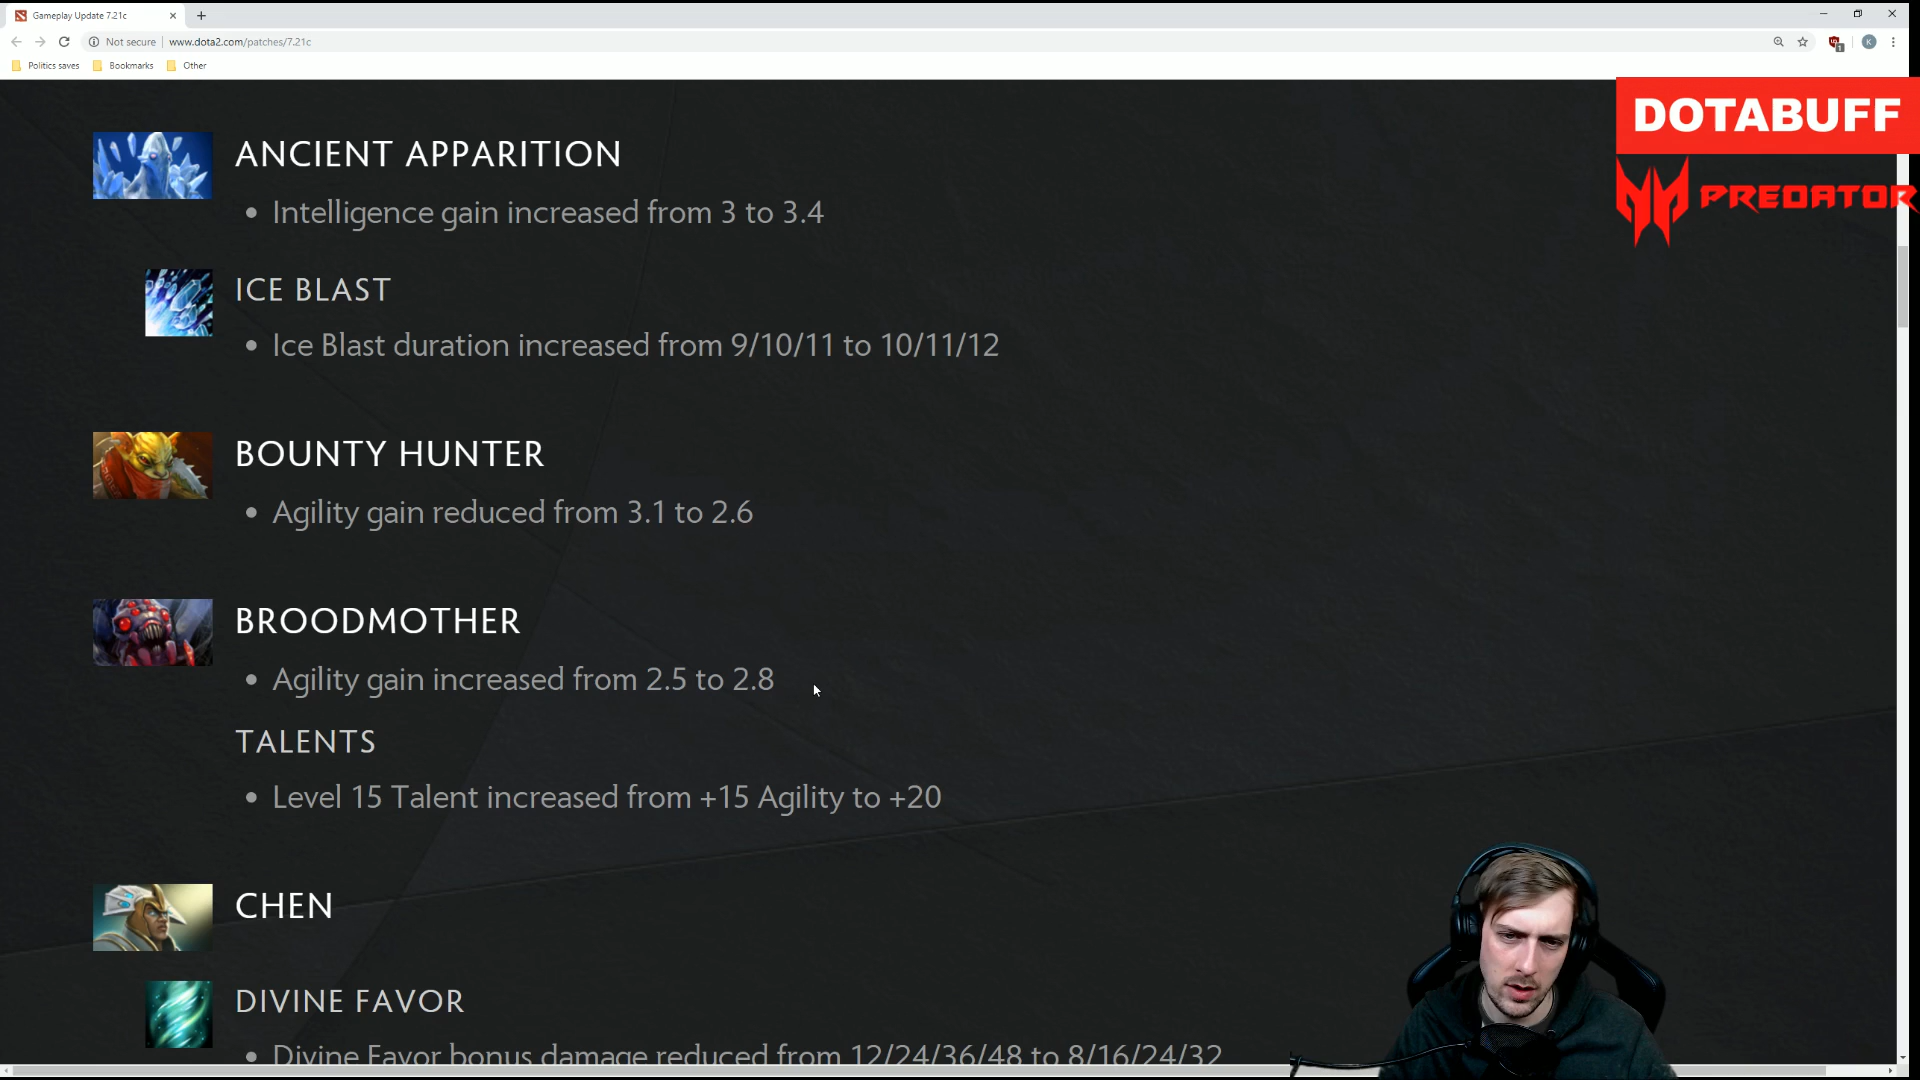 Gameplay Update 7.21c
Not secure www.dota2.com/patches/7.21c
Politics saves Bookmarks Other
DOTABUFF
PREDATOR
ANCIENT APPARITION
• Intelligence gain increased from 3 to 3.4
ICE BLAST
• Ice Blast duration increased from 9/10/11 to 10/11/12
BOUNTY HUNTER
• Agility gain reduced from 3.1 to 2.6
BROODMOTHER
• Agility gain increased from 2.5 to 2.8
TALENTS
• Level 15 Talent increased from +15 Agility to +20
CHEN
DIVINE FAVOR
• Divine Favor bonus damage reduced from 12/24/36/48 to 8/16/24/32